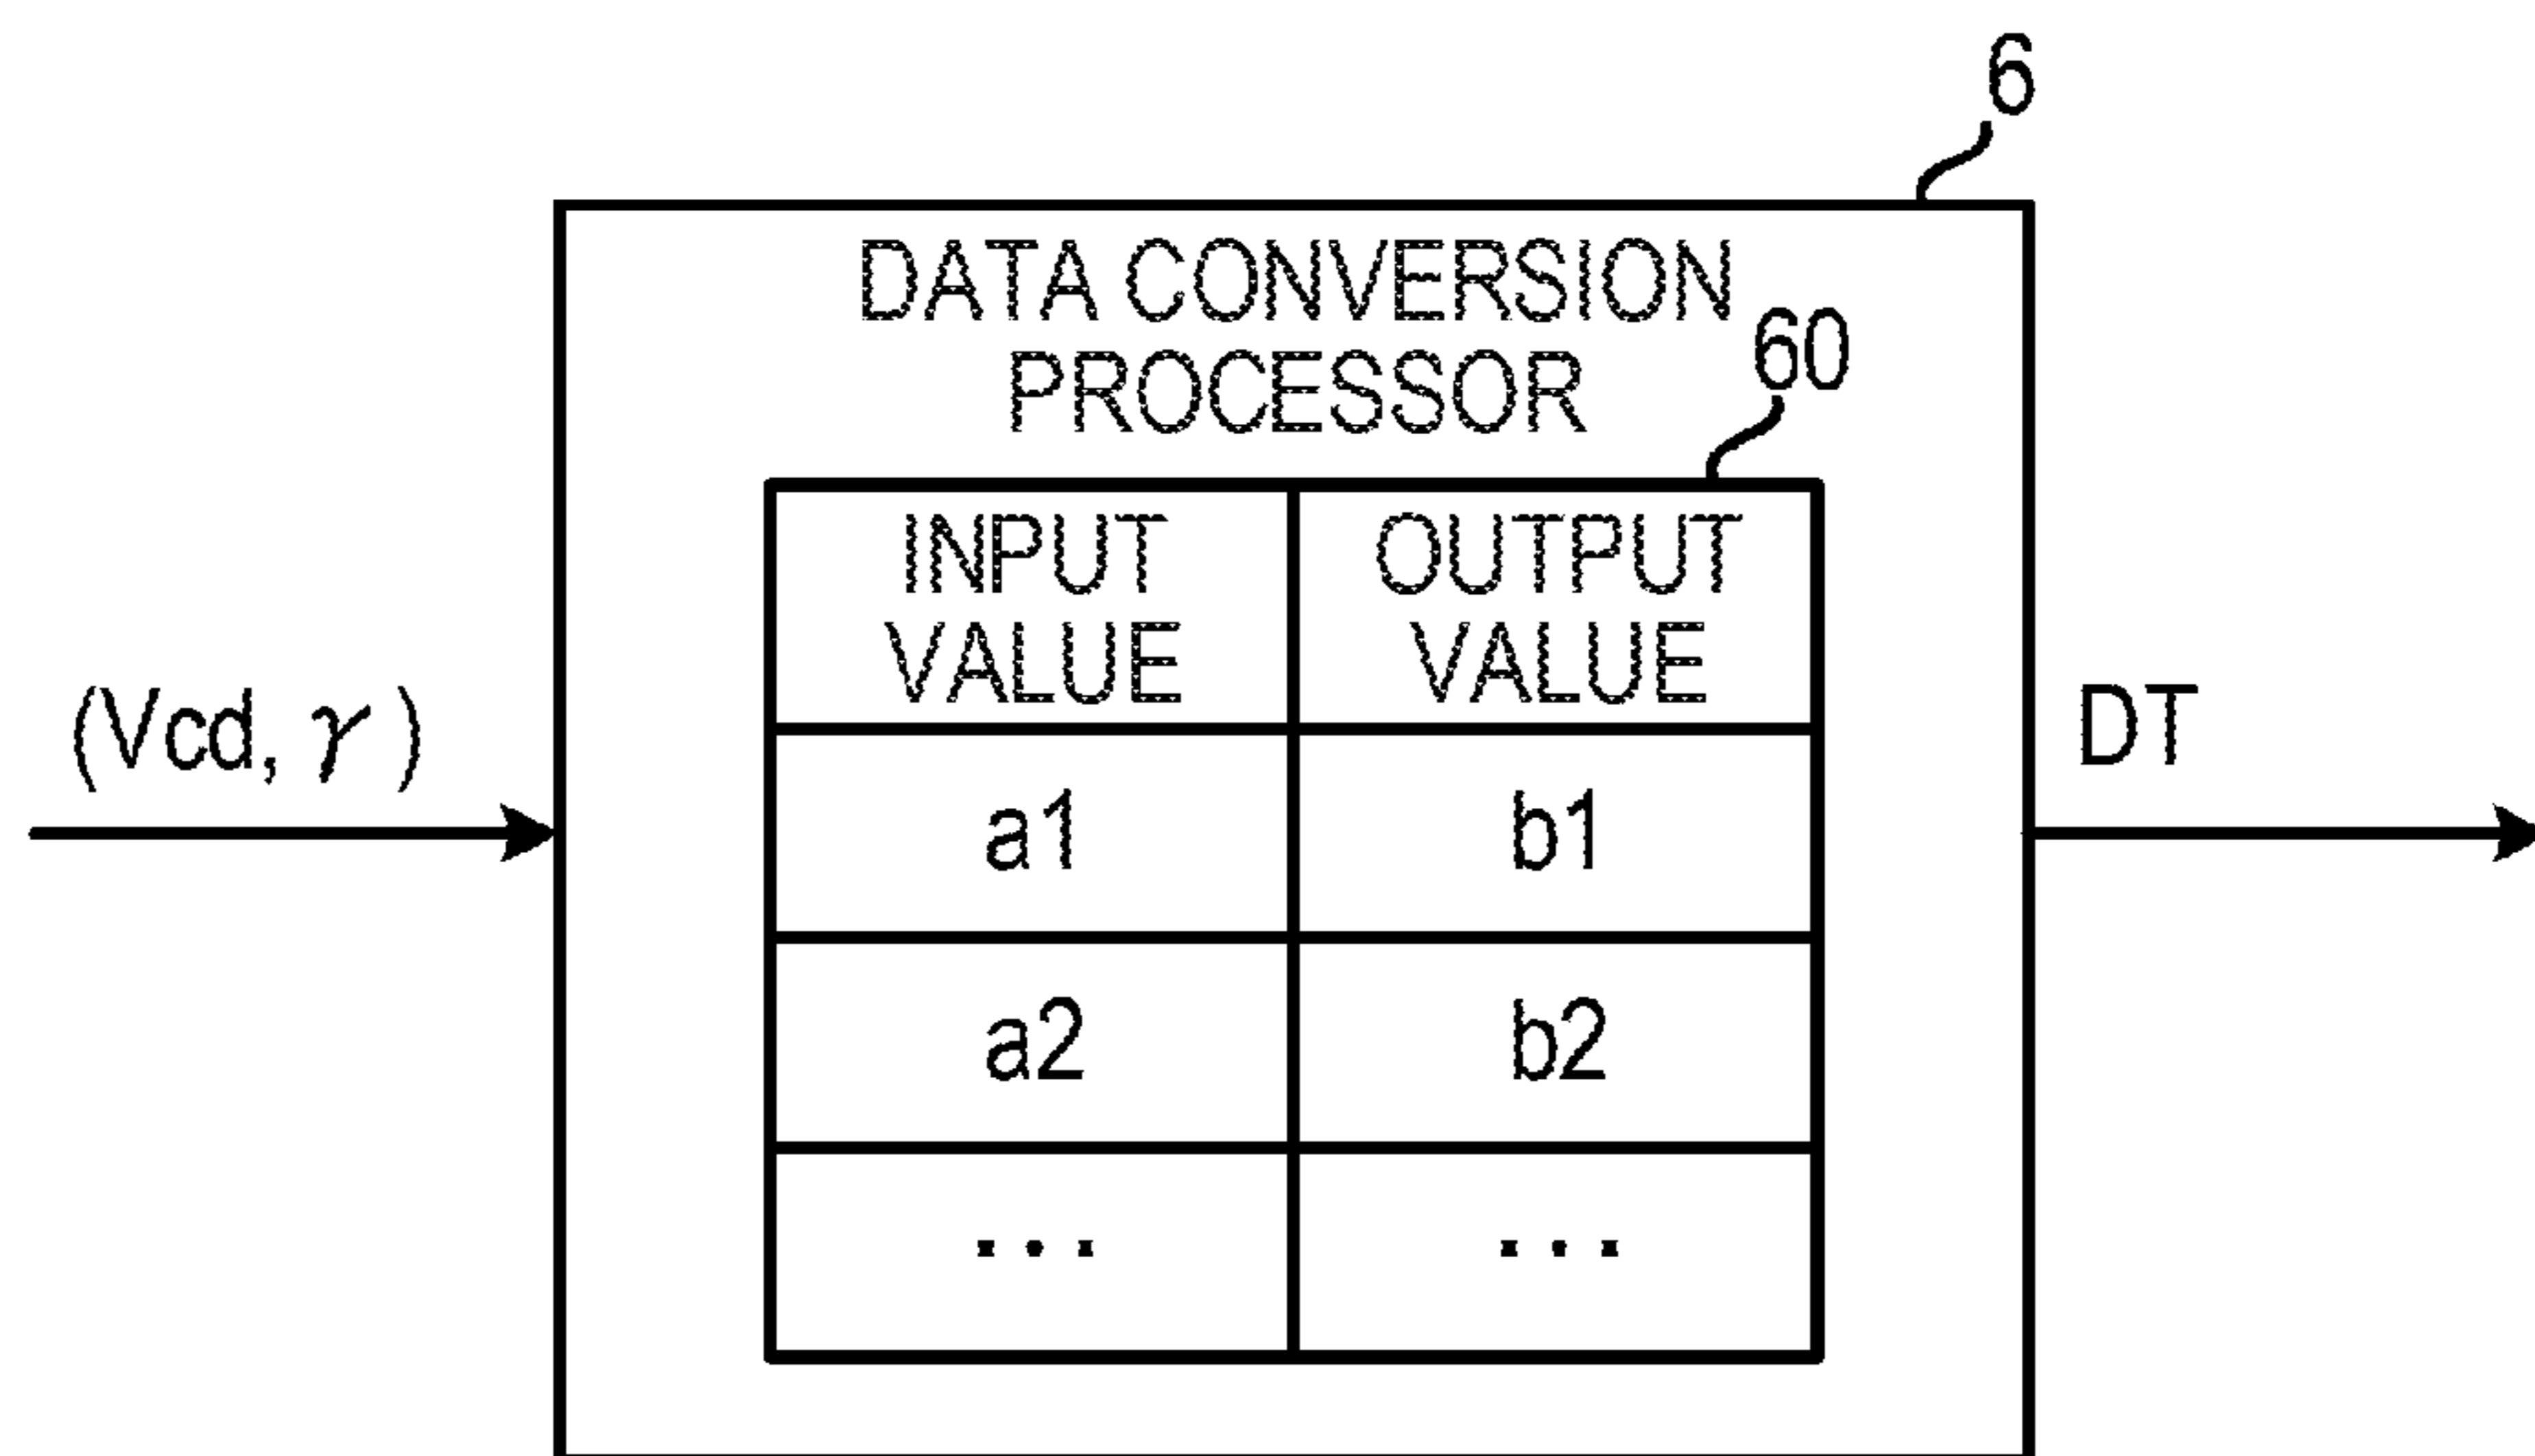 6
DATA CONVERSION
PROCESSOR
60
INPUT VALUE
OUTPUT VALUE
(Vcd, γ)
DT
a1
b1
a2
b2
...
...